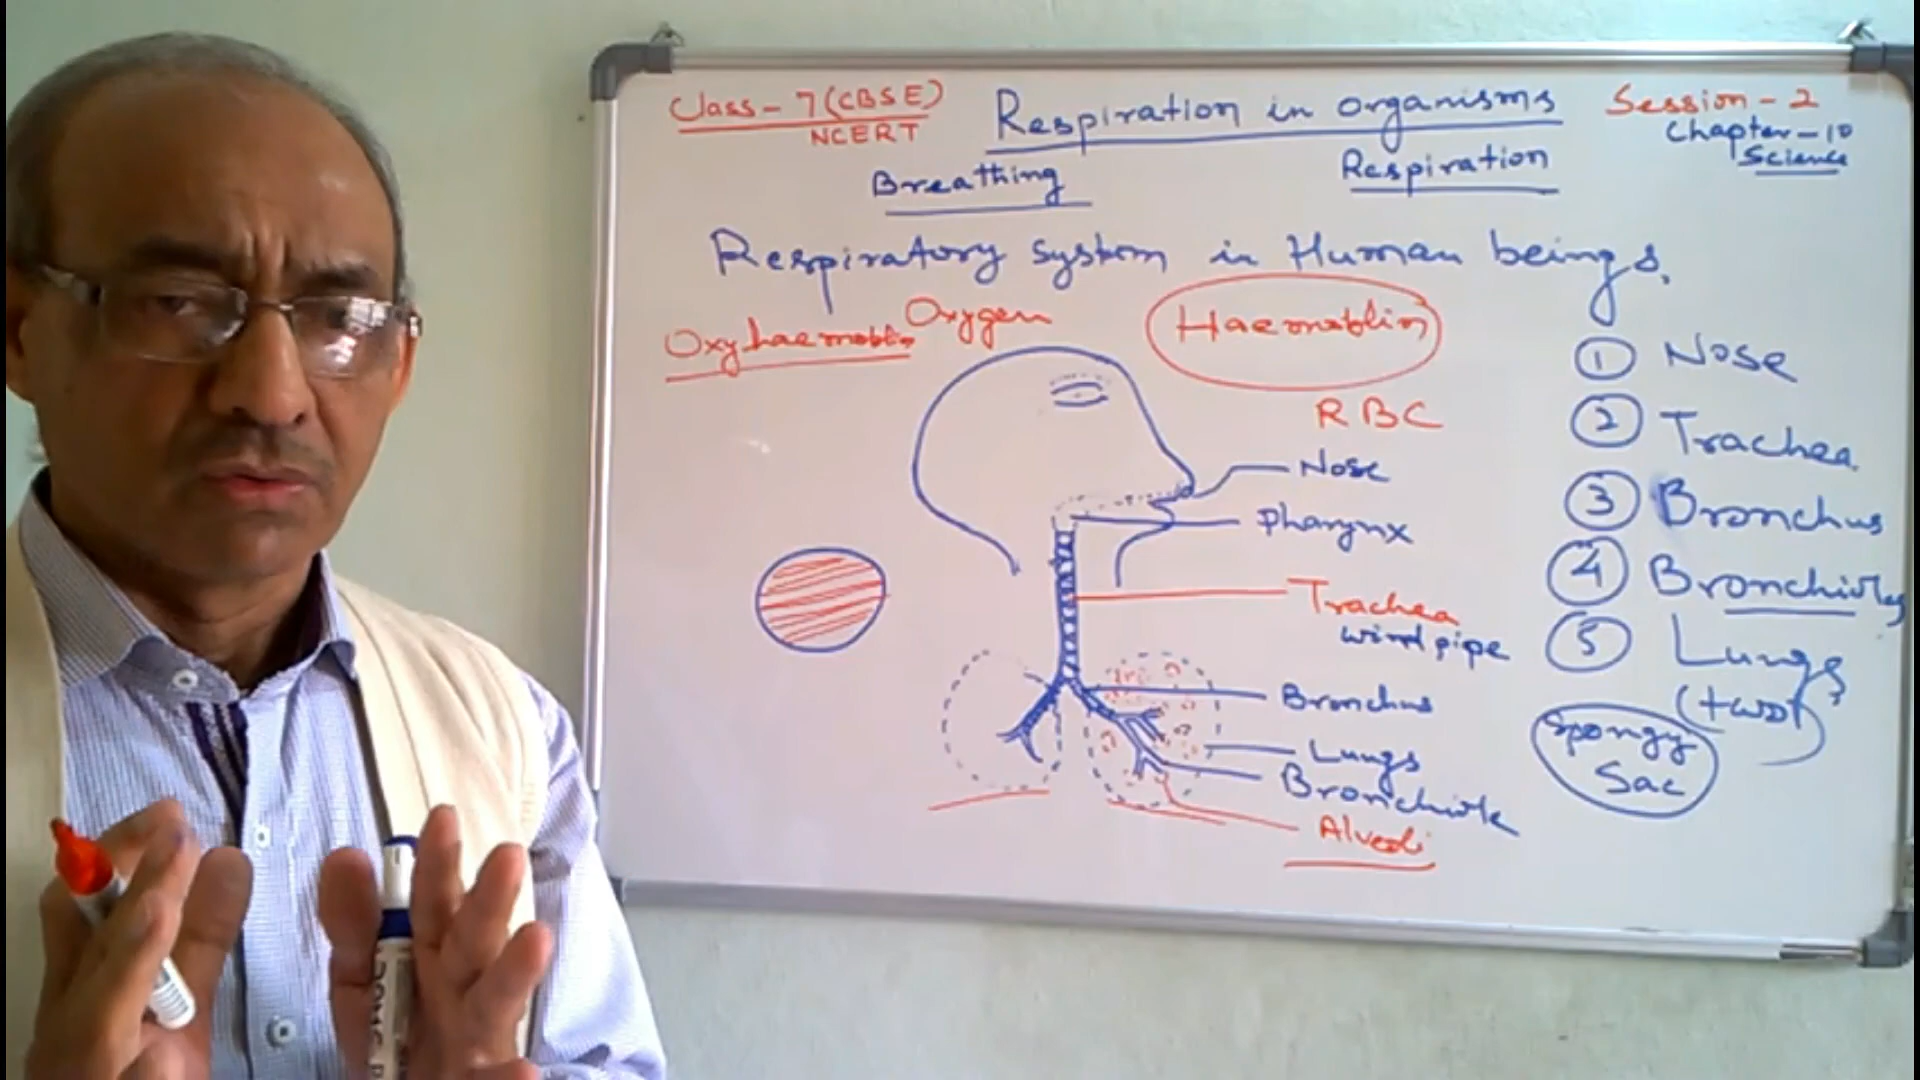 Class - 7 (CBSE)
NCERT
Respiration in organisms
Session - 2
Chapter - 10
Science
Breathing
Respiration
Respiratory system in Human beings.
Oxyhaemoblin
Oxygen
Haemoblin
RBC
Nose
Pharynx
Trachea
wind pipe
Bronchus
Lungs
Bronchiole
Alveoli
1 Nose
2 Trachea
3 Bronchus
4 Bronchioles
5 Lungs
(two)
Spongy
Sac